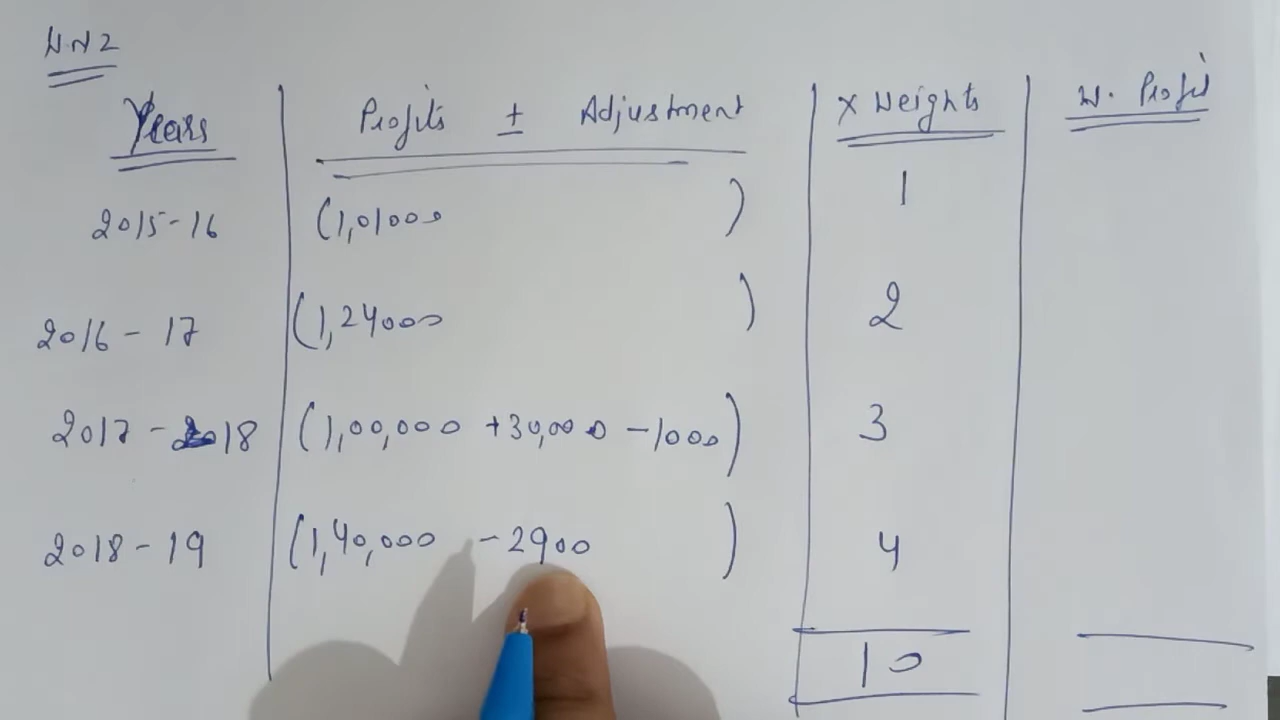 W.N 2
Years Profits ± Adjustment × Weights W. Profit
2015-16 (1,01000 ) 1
2016-17 (1,24000 ) 2
2017-2018 (1,00,000 +30,000 -1000) 3
2018-19 (1,40,000 -2900 ) 4
10